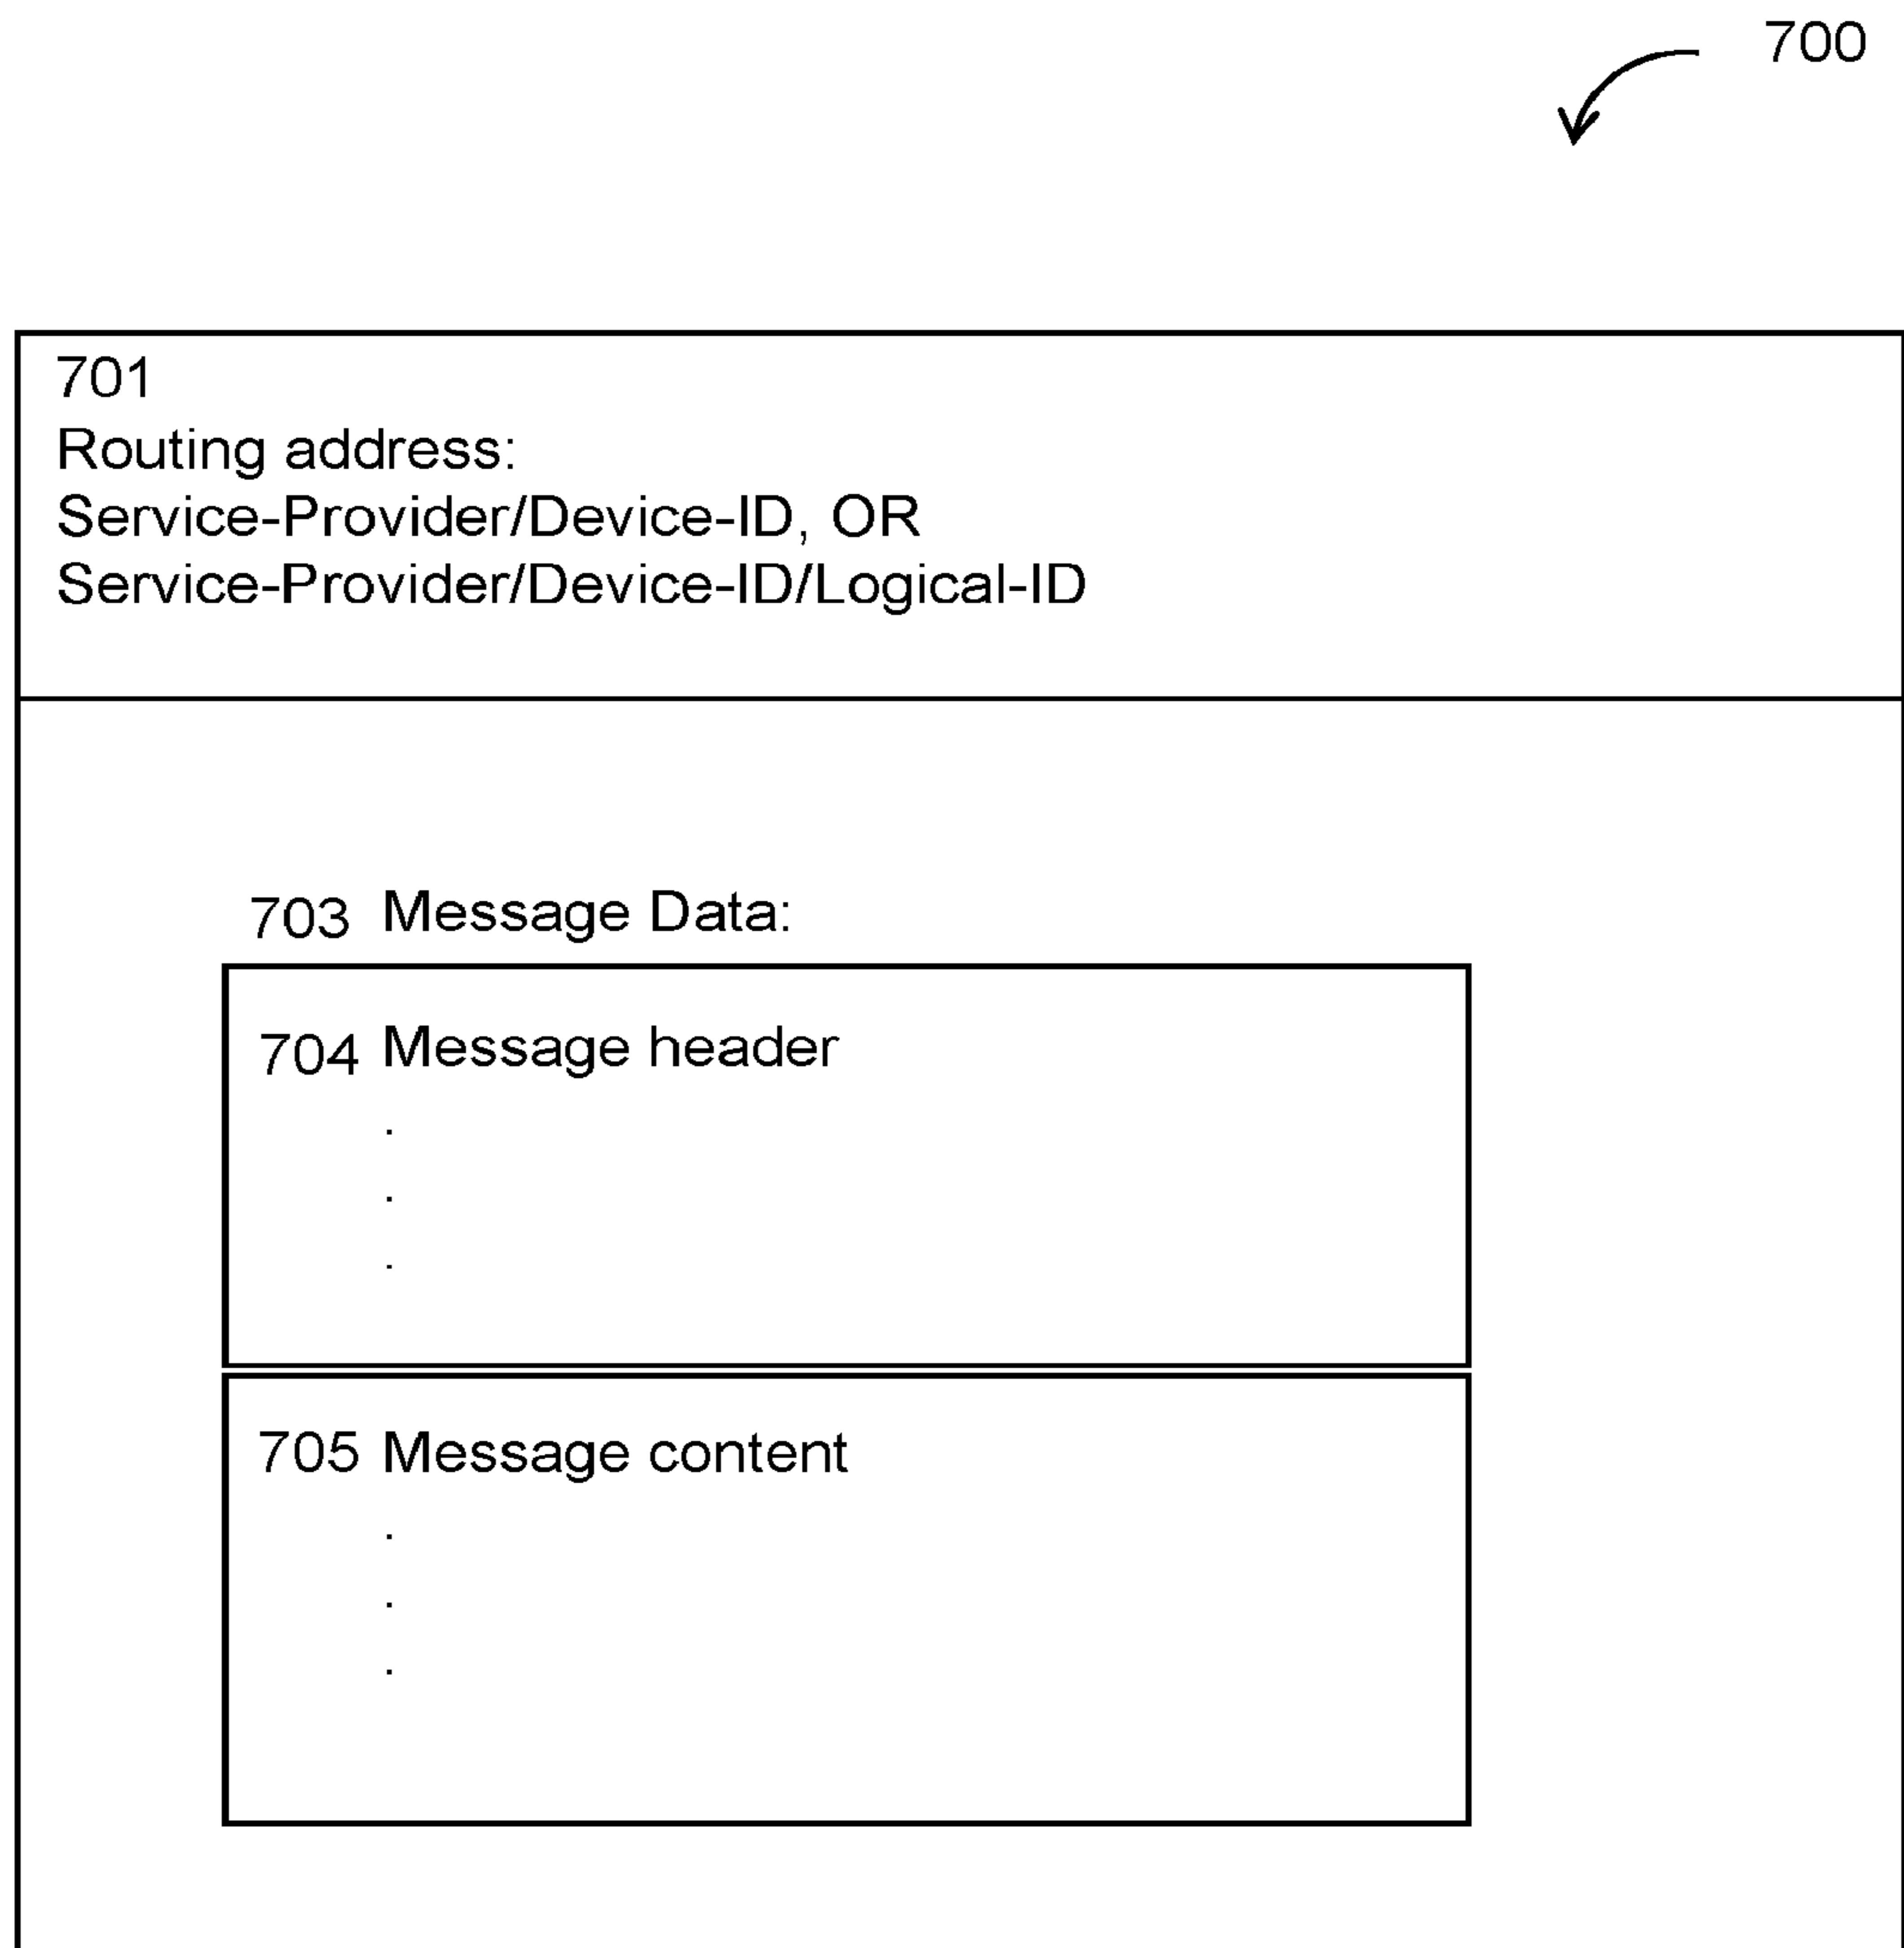 700
701
Routing address:
Service-Provider/Device-ID, OR
Service-Provider/Device-ID/Logical-ID
703 Message Data:
704 Message header
.
.
.
705 Message content
.
.
.